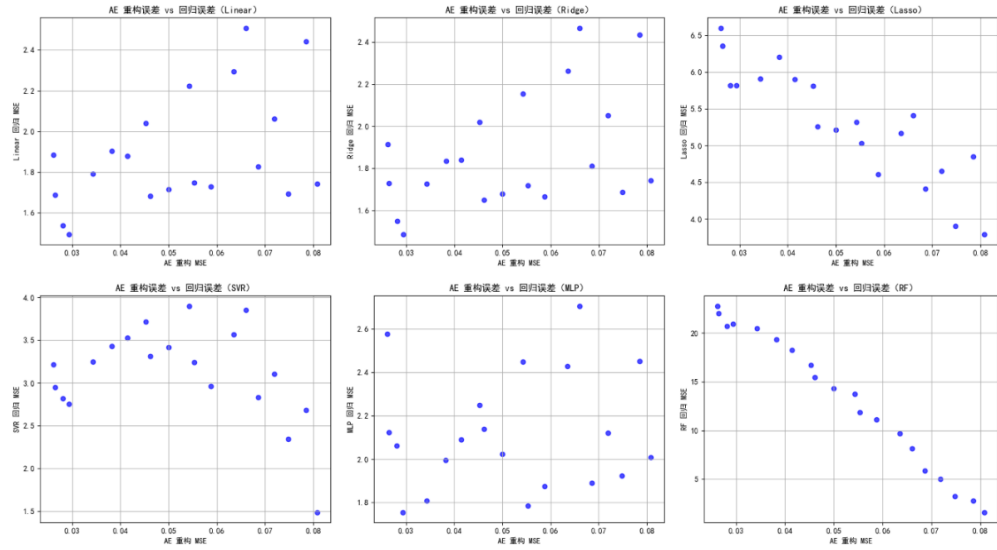 AE 重构误差 vs 回归误差 (Linear)
Linear 回归 MSE
2.4
2.2
2.0
1.8
1.6
0.03 0.04 0.05 0.06 0.07 0.08
AE 重构 MSE
AE 重构误差 vs 回归误差 (Ridge)
Ridge 回归 MSE
2.4
2.2
2.0
1.8
1.6
0.03 0.04 0.05 0.06 0.07 0.08
AE 重构 MSE
AE 重构误差 vs 回归误差 (Lasso)
Lasso 回归 MSE
6.5
6.0
5.5
5.0
4.5
4.0
0.03 0.04 0.05 0.06 0.07 0.08
AE 重构 MSE
AE 重构误差 vs 回归误差 (SVR)
SVR 回归 MSE
4.0
3.5
3.0
2.5
2.0
1.5
0.03 0.04 0.05 0.06 0.07 0.08
AE 重构 MSE
AE 重构误差 vs 回归误差 (MLP)
MLP 回归 MSE
2.6
2.4
2.2
2.0
1.8
0.03 0.04 0.05 0.06 0.07 0.08
AE 重构 MSE
AE 重构误差 vs 回归误差 (RF)
RF 回归 MSE
20
15
10
5
0.03 0.04 0.05 0.06 0.07 0.08
AE 重构 MSE